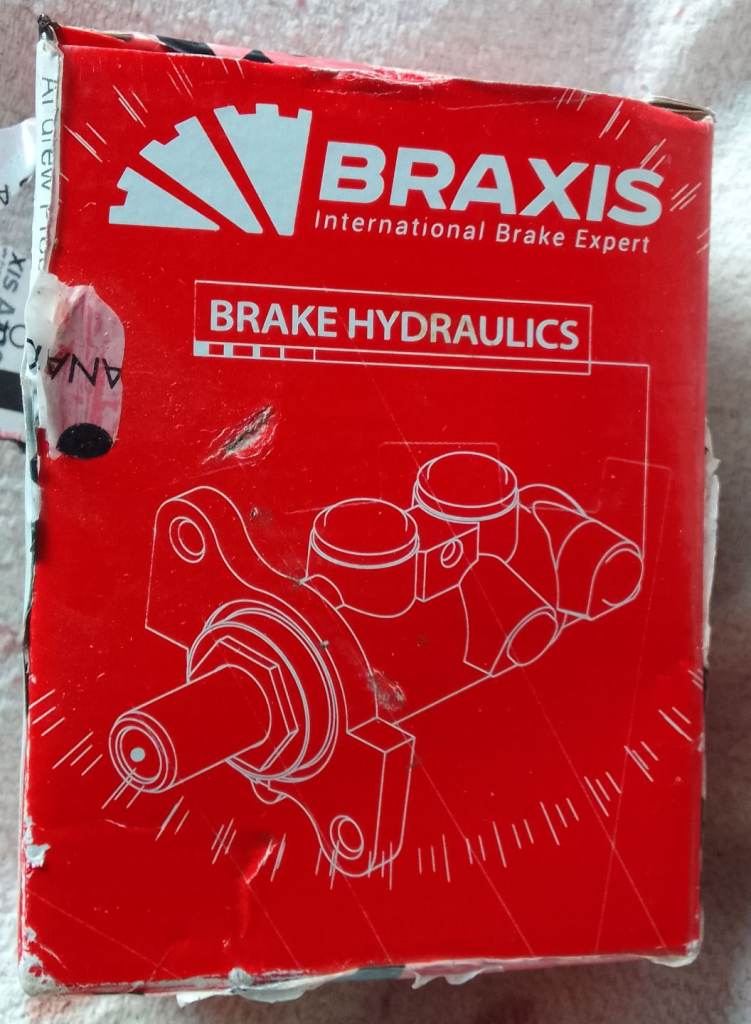 BRAXIS
International Brake Expert
BRAKE HYDRAULICS